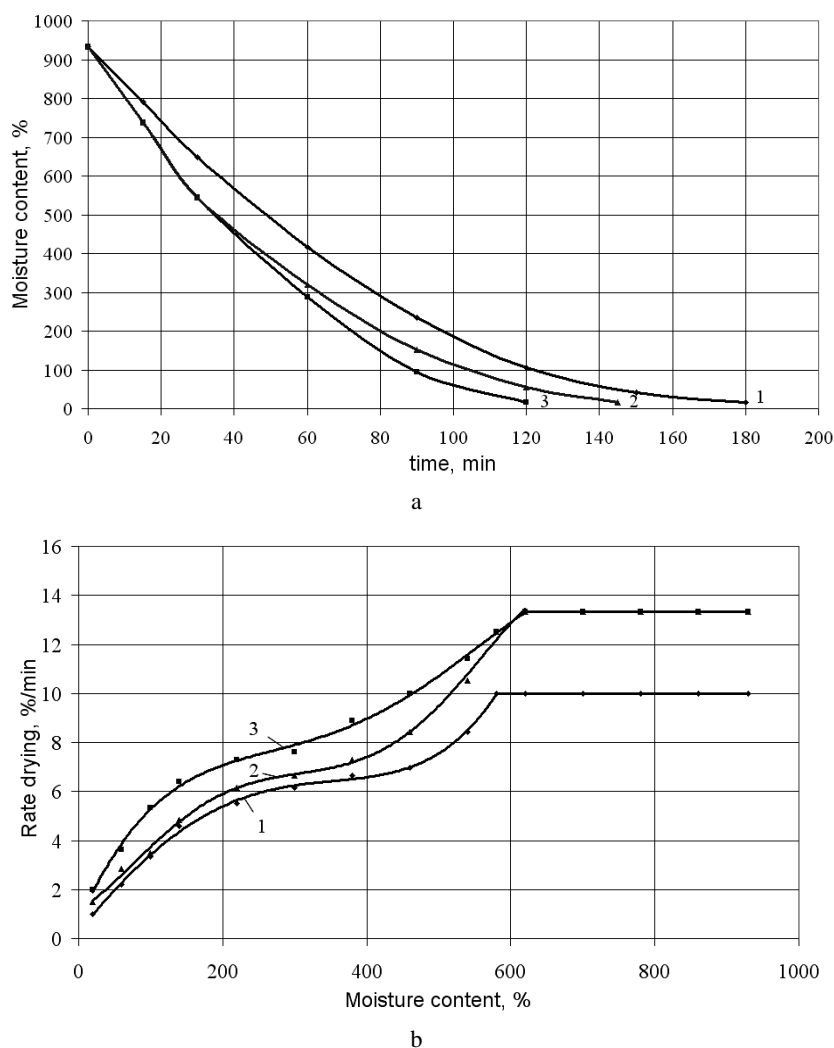 1000
900
800
700
600
500
400
300
200
100
0
Moisture content, %
3 2 1
0 20 40 60 80 100 120 140 160 180 200
time, min
a
16
14
12
10
8
6
4
2
0
Rate drying, %/min
3
2
1
0 200 400 600 800 1000
Moisture content, %
b